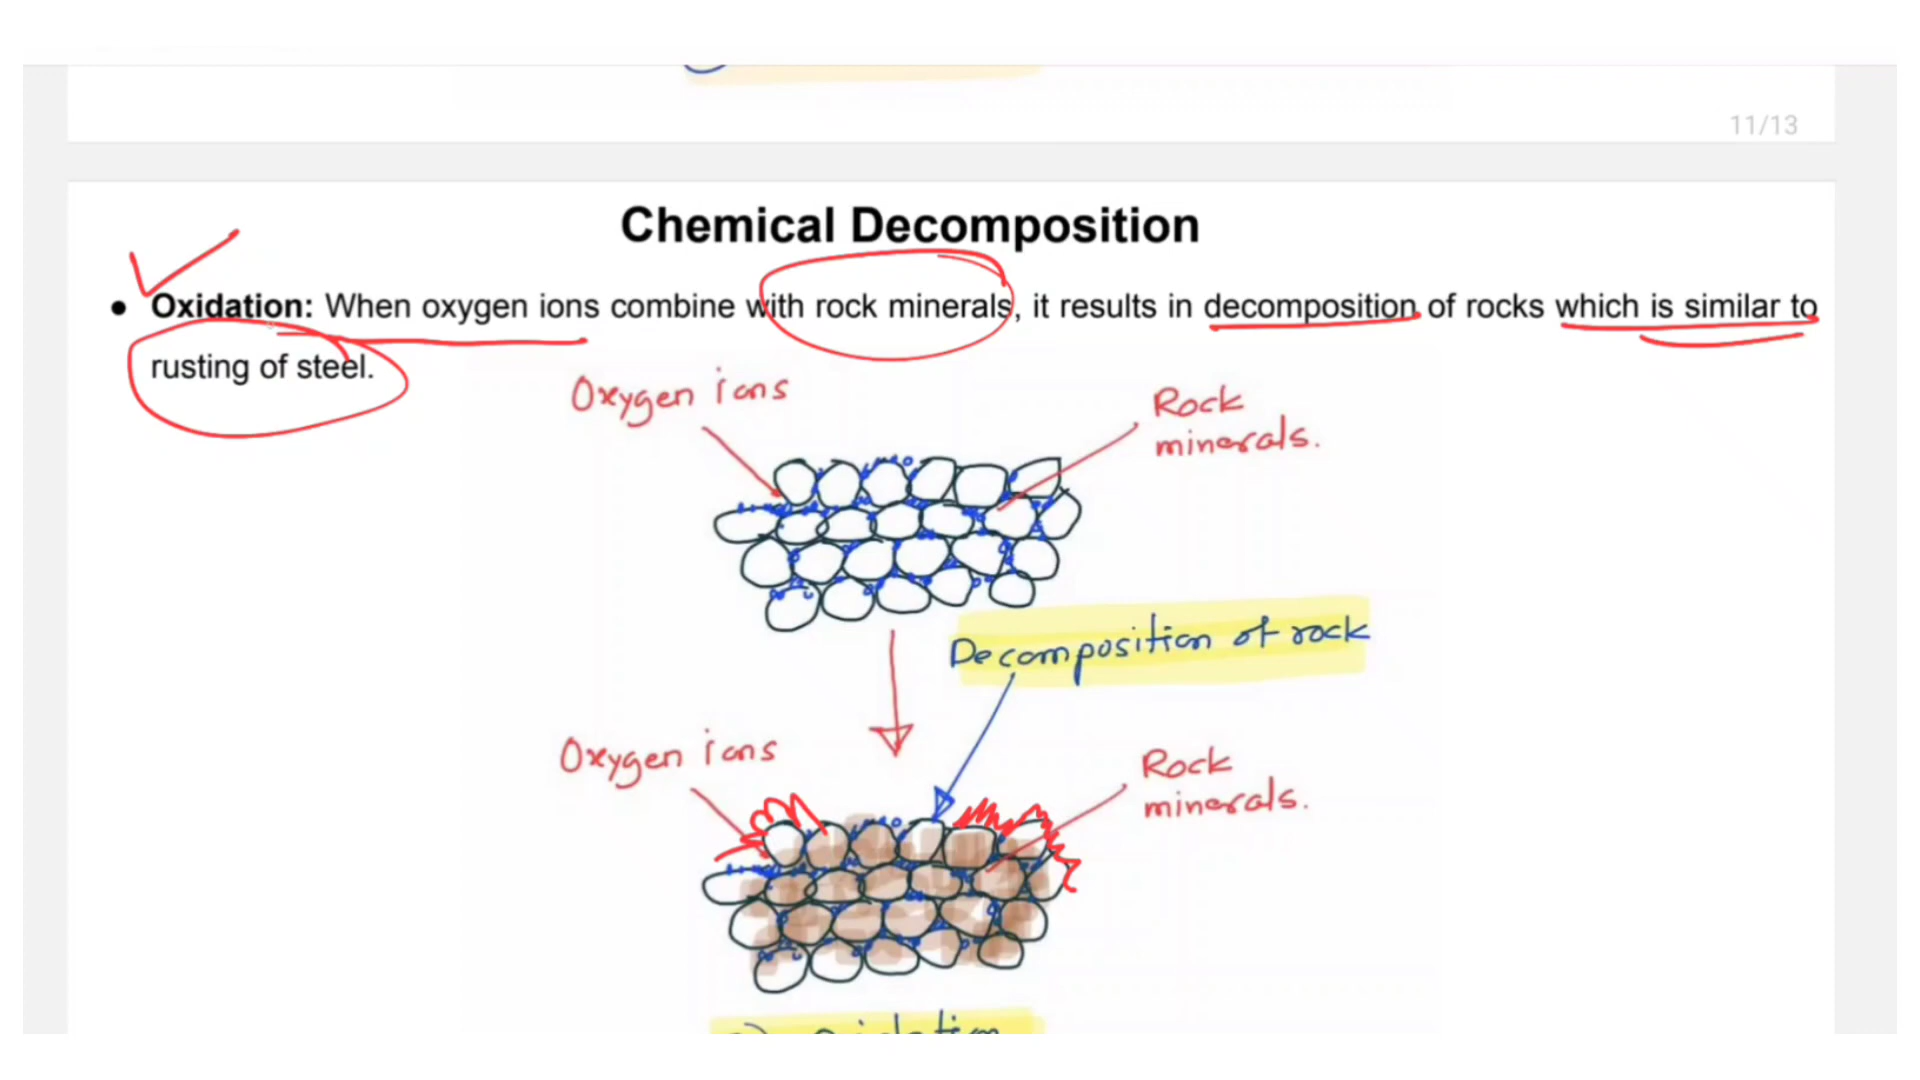 11/13
Chemical Decomposition
● Oxidation: When oxygen ions combine with rock minerals, it results in decomposition of rocks which is similar to
rusting of steel.
Oxygen ions
Rock
minerals.
Decomposition of rock
Oxygen ions
Rock
minerals.